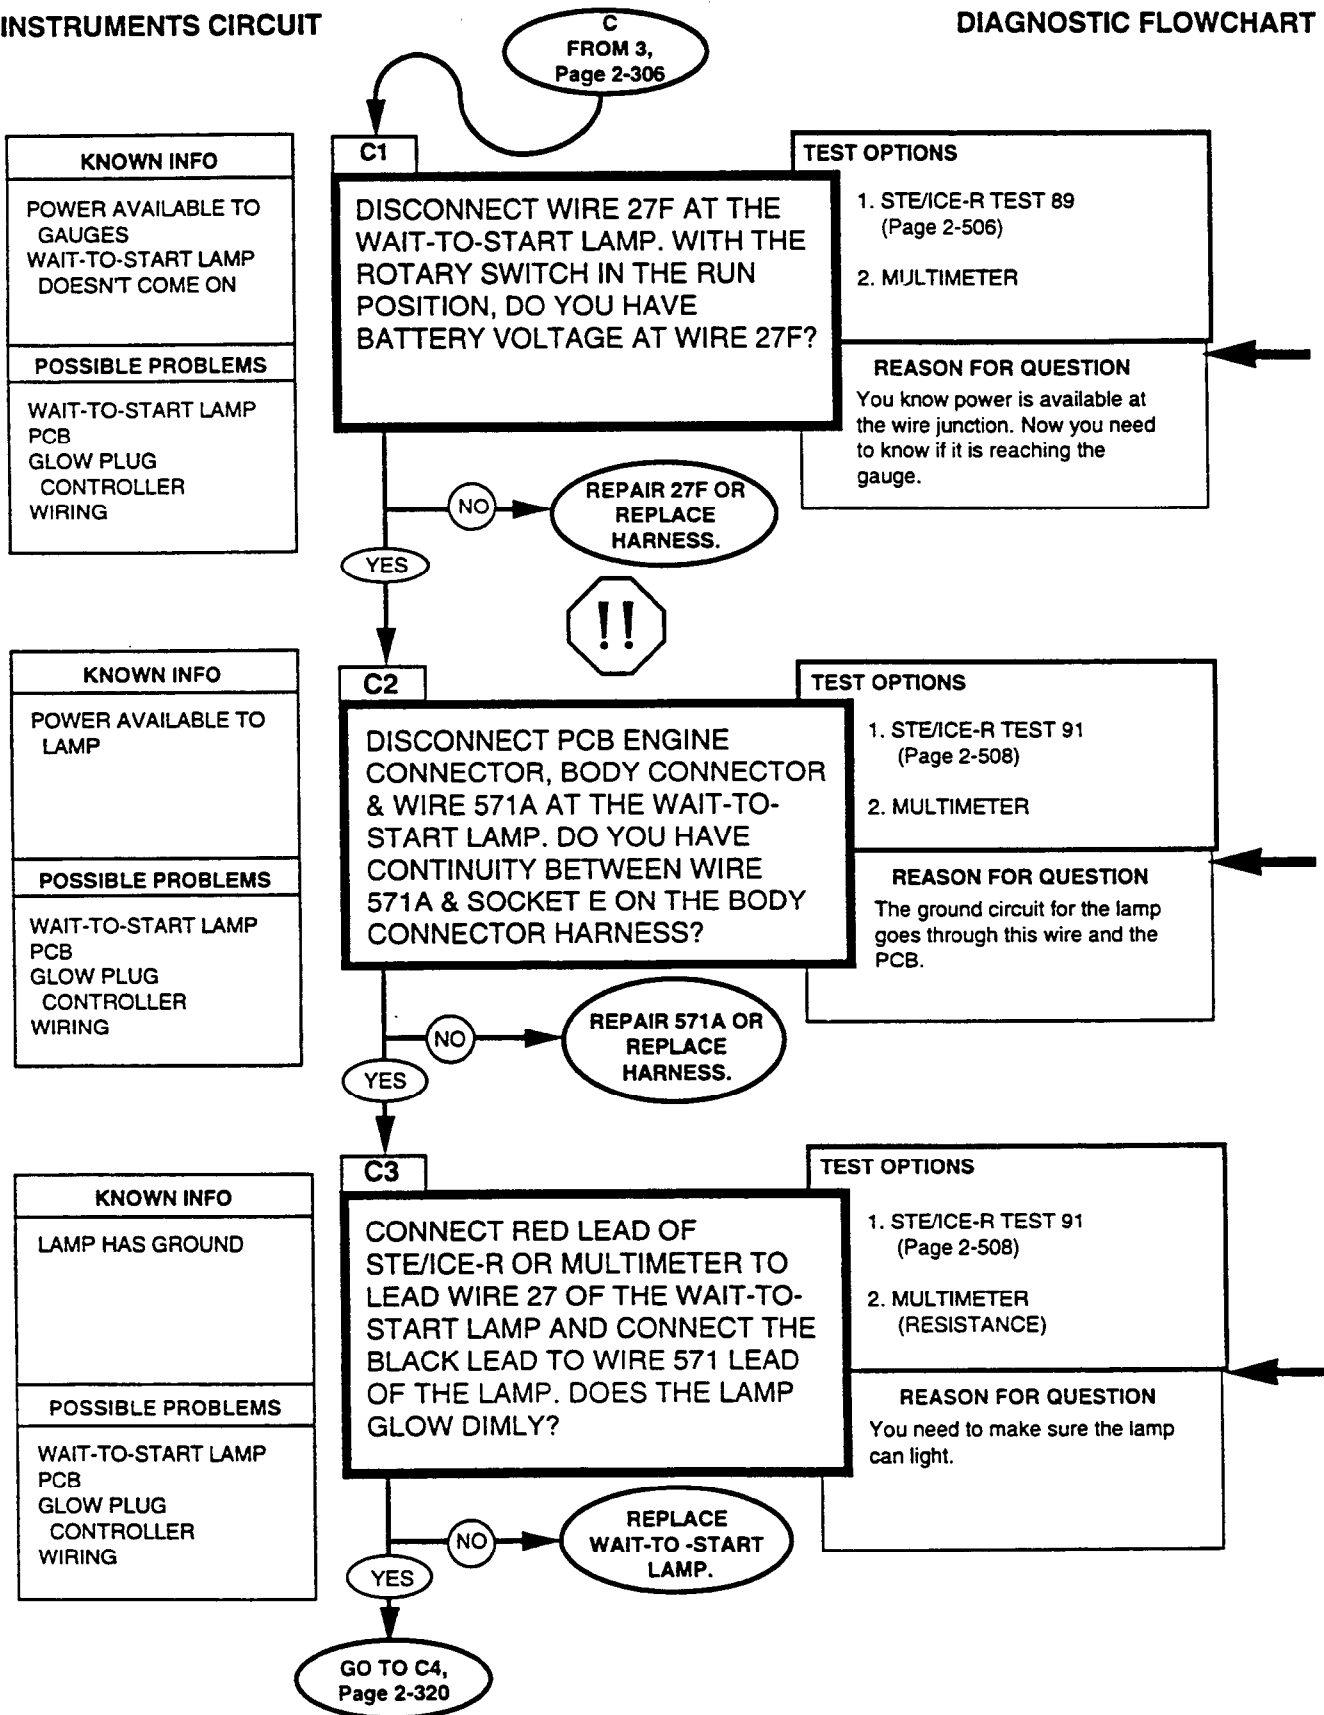 INSTRUMENTS CIRCUIT
DIAGNOSTIC FLOWCHART
C
FROM 3,
Page 2-306
KNOWN INFO
POWER AVAILABLE TO
GAUGES
WAIT-TO-START LAMP
DOESN'T COME ON
POSSIBLE PROBLEMS
WAIT-TO-START LAMP
PCB
GLOW PLUG
CONTROLLER
WIRING
C1
DISCONNECT WIRE 27F AT THE
WAIT-TO-START LAMP. WITH THE
ROTARY SWITCH IN THE RUN
POSITION, DO YOU HAVE
BATTERY VOLTAGE AT WIRE 27F?
TEST OPTIONS
1. STE/ICE-R TEST 89
(Page 2-506)
2. MULTIMETER
REASON FOR QUESTION
You know power is available at
the wire junction. Now you need
to know if it is reaching the
gauge.
NO
REPAIR 27F OR
REPLACE
HARNESS.
YES
!!
KNOWN INFO
POWER AVAILABLE TO
LAMP
POSSIBLE PROBLEMS
WAIT-TO-START LAMP
PCB
GLOW PLUG
CONTROLLER
WIRING
C2
DISCONNECT PCB ENGINE
CONNECTOR, BODY CONNECTOR
& WIRE 571A AT THE WAIT-TO-
START LAMP. DO YOU HAVE
CONTINUITY BETWEEN WIRE
571A & SOCKET E ON THE BODY
CONNECTOR HARNESS?
TEST OPTIONS
1. STE/ICE-R TEST 91
(Page 2-508)
2. MULTIMETER
REASON FOR QUESTION
The ground circuit for the lamp
goes through this wire and the
PCB.
NO
REPAIR 571A OR
REPLACE
HARNESS.
YES
KNOWN INFO
LAMP HAS GROUND
POSSIBLE PROBLEMS
WAIT-TO-START LAMP
PCB
GLOW PLUG
CONTROLLER
WIRING
C3
CONNECT RED LEAD OF
STE/ICE-R OR MULTIMETER TO
LEAD WIRE 27 OF THE WAIT-TO-
START LAMP AND CONNECT THE
BLACK LEAD TO WIRE 571 LEAD
OF THE LAMP. DOES THE LAMP
GLOW DIMLY?
TEST OPTIONS
1. STE/ICE-R TEST 91
(Page 2-508)
2. MULTIMETER
(RESISTANCE)
REASON FOR QUESTION
You need to make sure the lamp
can light.
NO
REPLACE
WAIT-TO -START
LAMP.
YES
GO TO C4,
Page 2-320